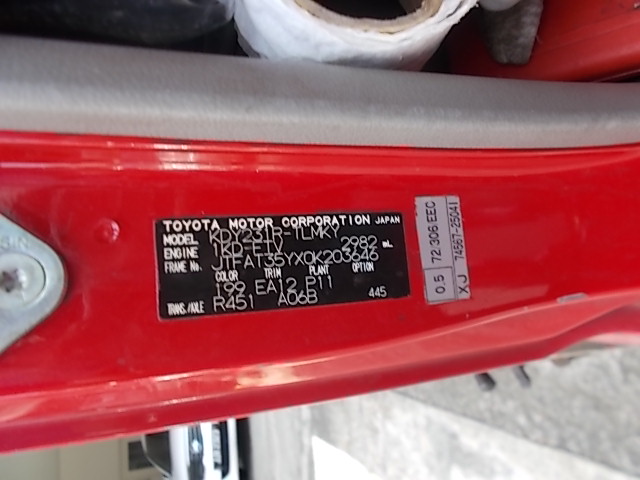 TOYOTA MOTOR CORPORATION JAPAN
MODEL KDY231R-TLMKY
ENGINE 1KD-FTV 2982 mL
FRAME No. JTFAT35YX0K203646
COLOR TRIM PLANT OPTION
199 EA12 P11
TRANS./AXLE R451 A06B 445
0.5 72/306 EEC
XJ 74567-25041